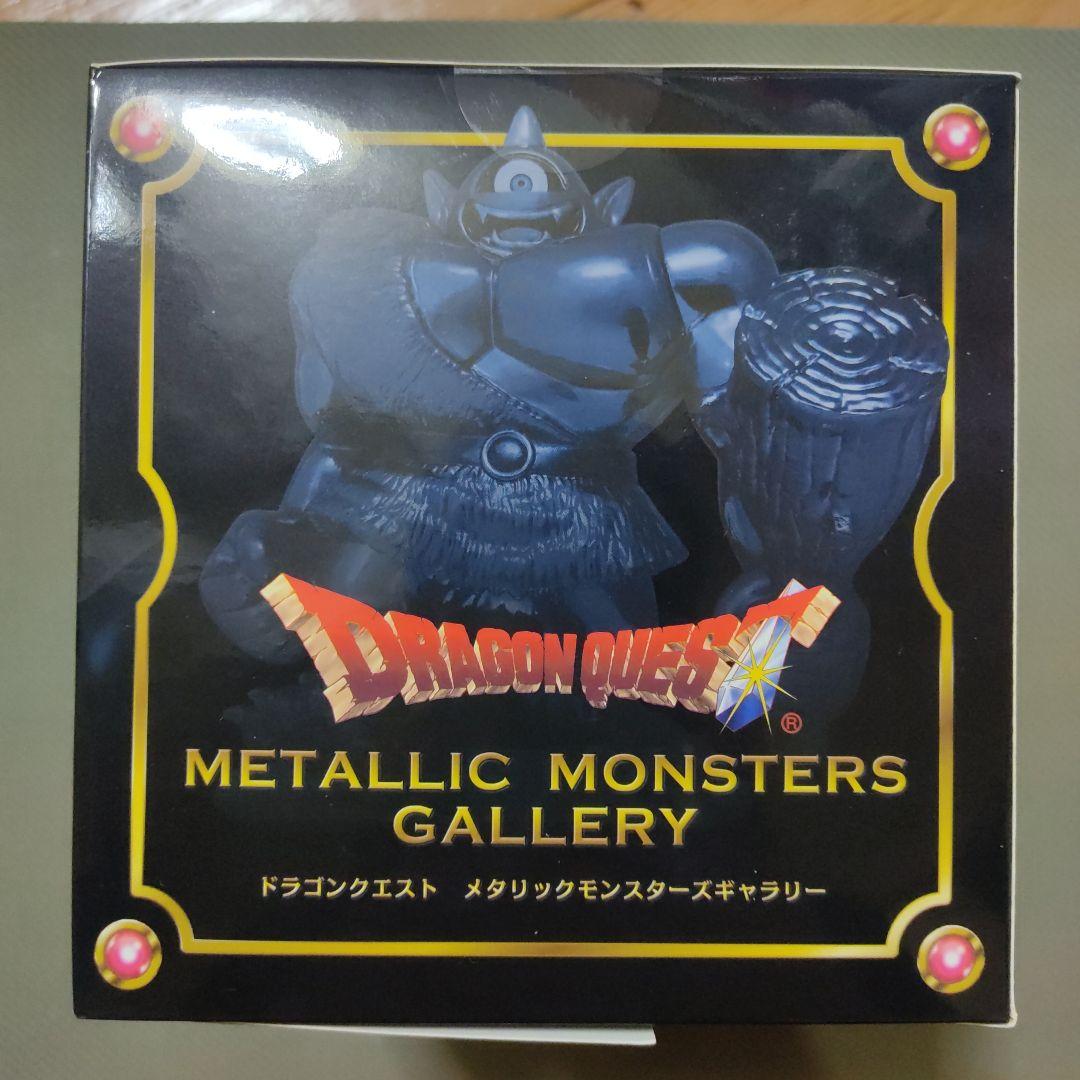 DRAGON QUEST
®
METALLIC MONSTERS
GALLERY
ドラゴンクエスト メタリックモンスターズギャラリー